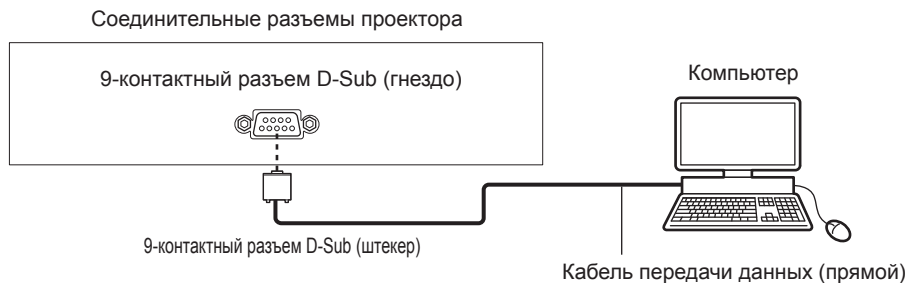 Соединительные разъемы проектора
9-контактный разъем D-Sub (гнездо)
Компьютер
9-контактный разъем D-Sub (штекер)
Кабель передачи данных (прямой)